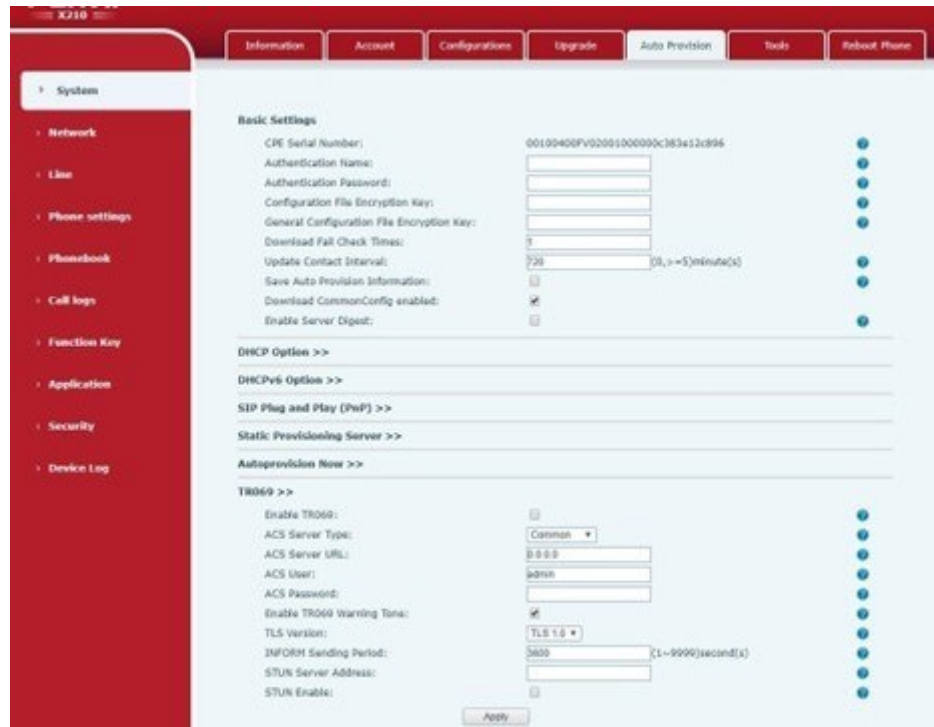 X210
Information Account Configurations Upgrade Auto Provision Tools Reboot Phone
› System
› Network
› Line
› Phone settings
› Phonebook
› Call logs
› Function Key
› Application
› Security
› Device Log
Basic Settings
CPE Serial Number: 00100400FV02001000000c383e12c896
Authentication Name:
Authentication Password:
Configuration File Encryption Key:
General Configuration File Encryption Key:
Download Fail Check Times: 1
Update Contact Interval: 720 (0,>=5)minute(s)
Save Auto Provision Information:
Download CommonConfig enabled:
Enable Server Digest:
DHCP Option >>
DHCPv6 Option >>
SIP Plug and Play (PnP) >>
Static Provisioning Server >>
Autoprovision Now >>
TR069 >>
Enable TR069:
ACS Server Type: Common
ACS Server URL: 0.0.0.0
ACS User: admin
ACS Password:
Enable TR069 Warning Tone:
TLS Version: TLS 1.0
INFORM Sending Period: 3600 (1~9999)second(s)
STUN Server Address:
STUN Enable:
Apply